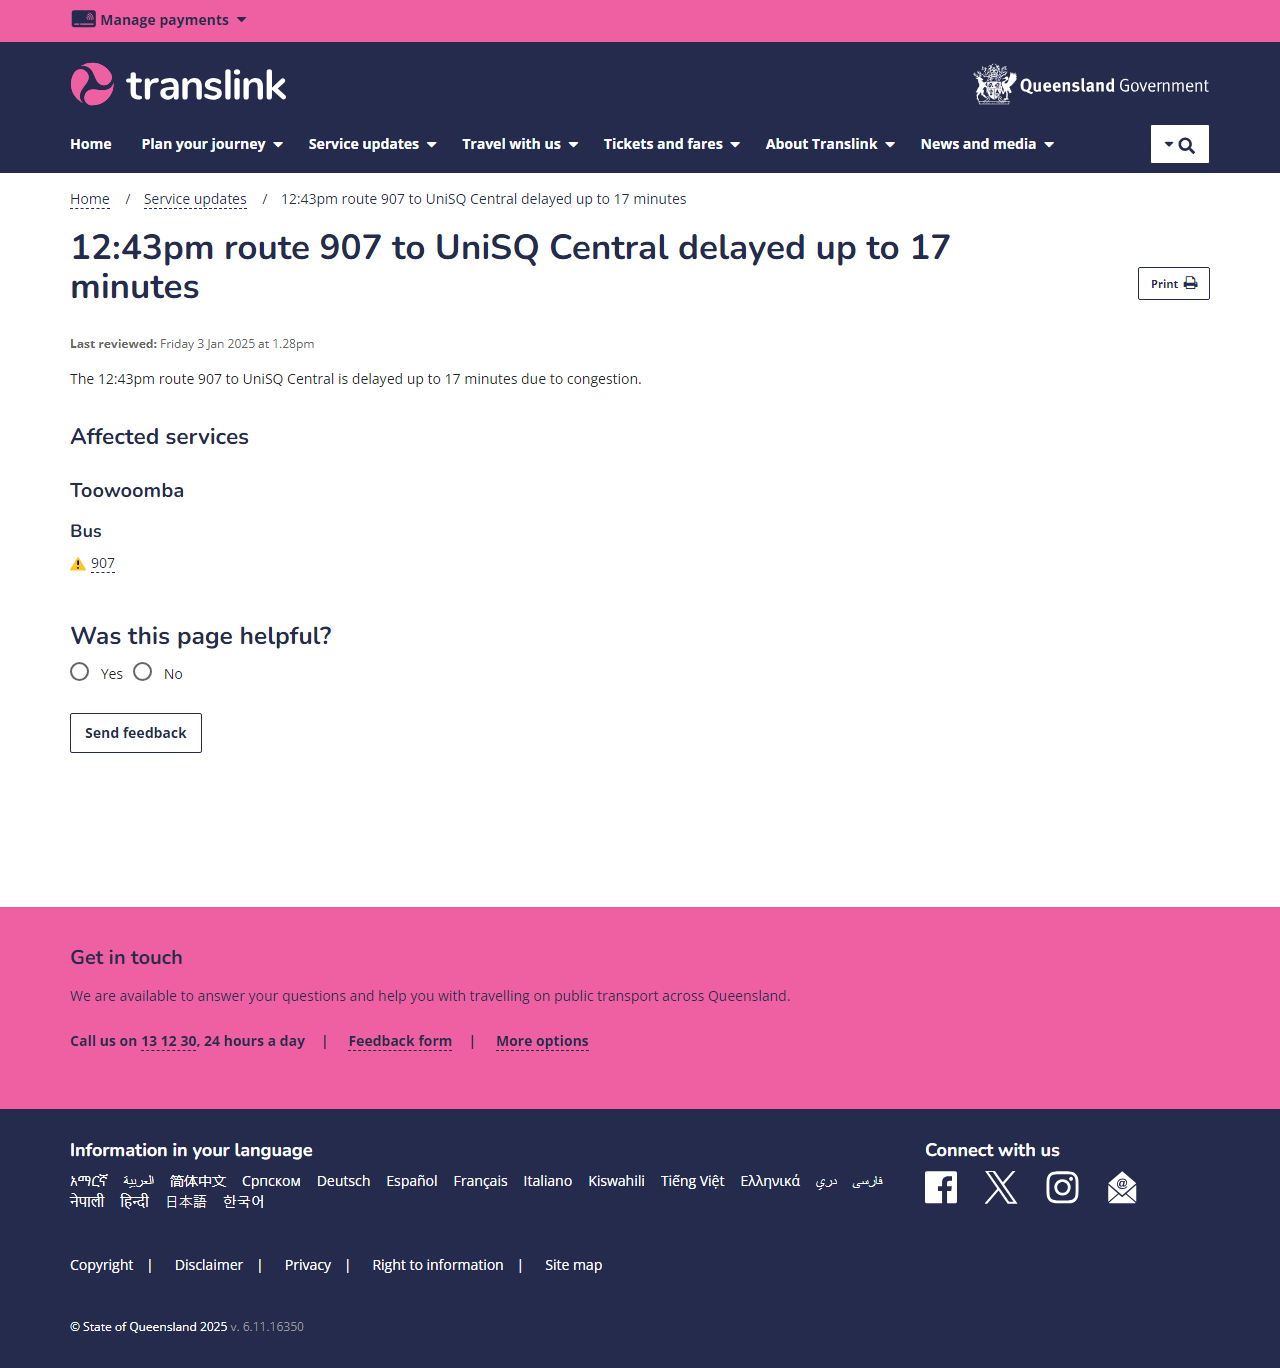 Manage payments
translink
Queensland Government
Home Plan your journey Service updates Travel with us Tickets and fares About Translink News and media
Home / Service updates / 12:43pm route 907 to UniSQ Central delayed up to 17 minutes
12:43pm route 907 to UniSQ Central delayed up to 17
minutes
Print
Last reviewed: Friday 3 Jan 2025 at 1.28pm
The 12:43pm route 907 to UniSQ Central is delayed up to 17 minutes due to congestion.
Affected services
Toowoomba
Bus
907
Was this page helpful?
Yes No
Send feedback
Get in touch
We are available to answer your questions and help you with travelling on public transport across Queensland.
Call us on 13 12 30, 24 hours a day | Feedback form | More options
Information in your language
Connect with us
አማርኛ العربية 简体中文 Српском Deutsch Español Français Italiano Kiswahili Tiếng Việt Ελληνικά دري فارسی
नेपाली हिन्दी 日本語 한국어
Copyright | Disclaimer | Privacy | Right to information | Site map
© State of Queensland 2025 v. 6.11.16350